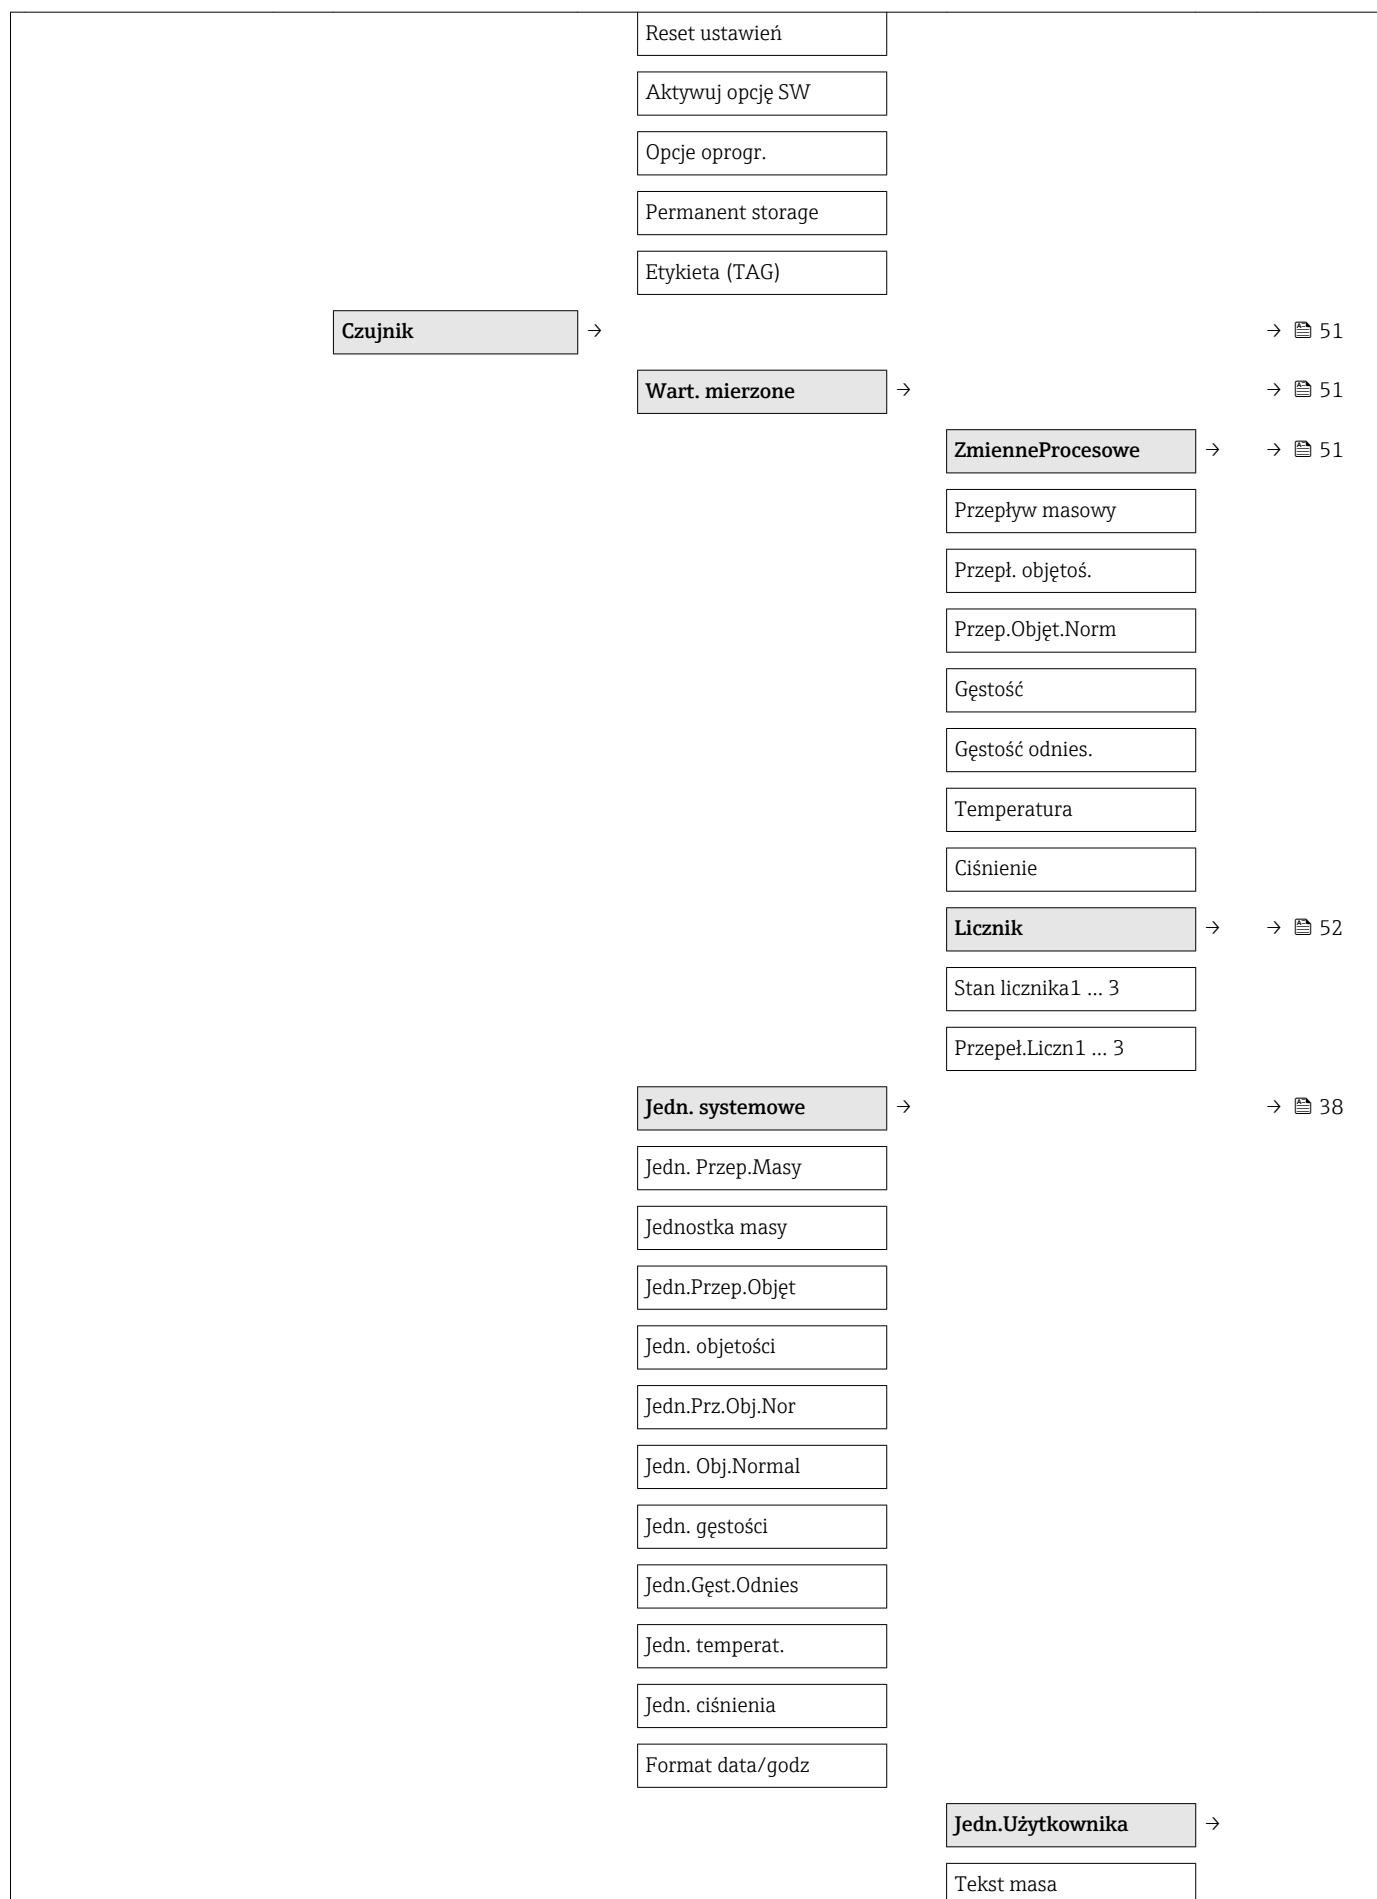 Reset ustawień
Aktywuj opcję SW
Opcje oprogr.
Permanent storage
Etykieta (TAG)
Czujnik → → 51
Wart. mierzone → → 51
ZmienneProcesowe → → 51
Przepływ masowy
Przepł. objętoś.
Przep.Objęt.Norm
Gęstość
Gęstość odnies.
Temperatura
Ciśnienie
Licznik → → 52
Stan licznika1 ... 3
Przepeł.Liczn1 ... 3
Jedn. systemowe → → 38
Jedn. Przep.Masy
Jednostka masy
Jedn.Przep.Objęt
Jedn. objetości
Jedn.Prz.Obj.Nor
Jedn. Obj.Normal
Jedn. gęstości
Jedn.Gęst.Odnies
Jedn. temperat.
Jedn. ciśnienia
Format data/godz
Jedn.Użytkownika →
Tekst masa